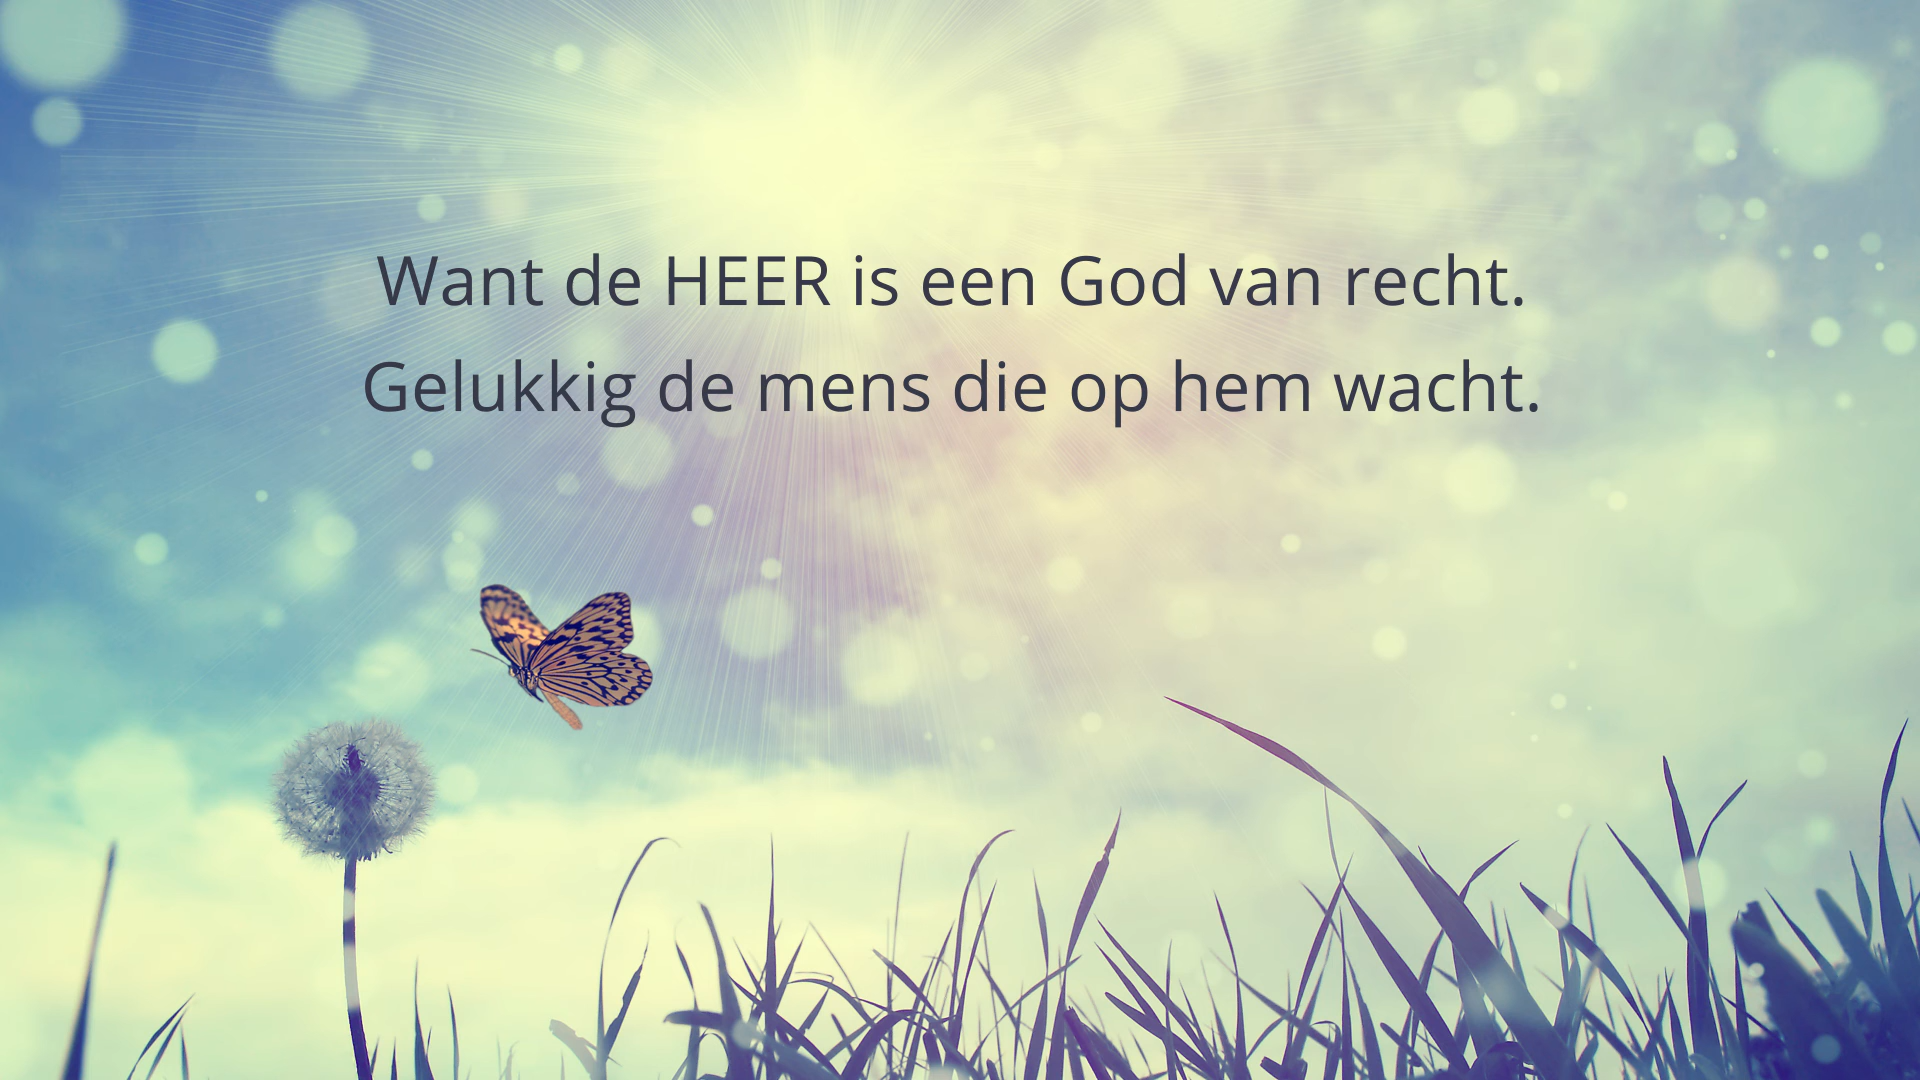 Want de HEER is een God van recht.
Gelukkig de mens die op hem wacht.